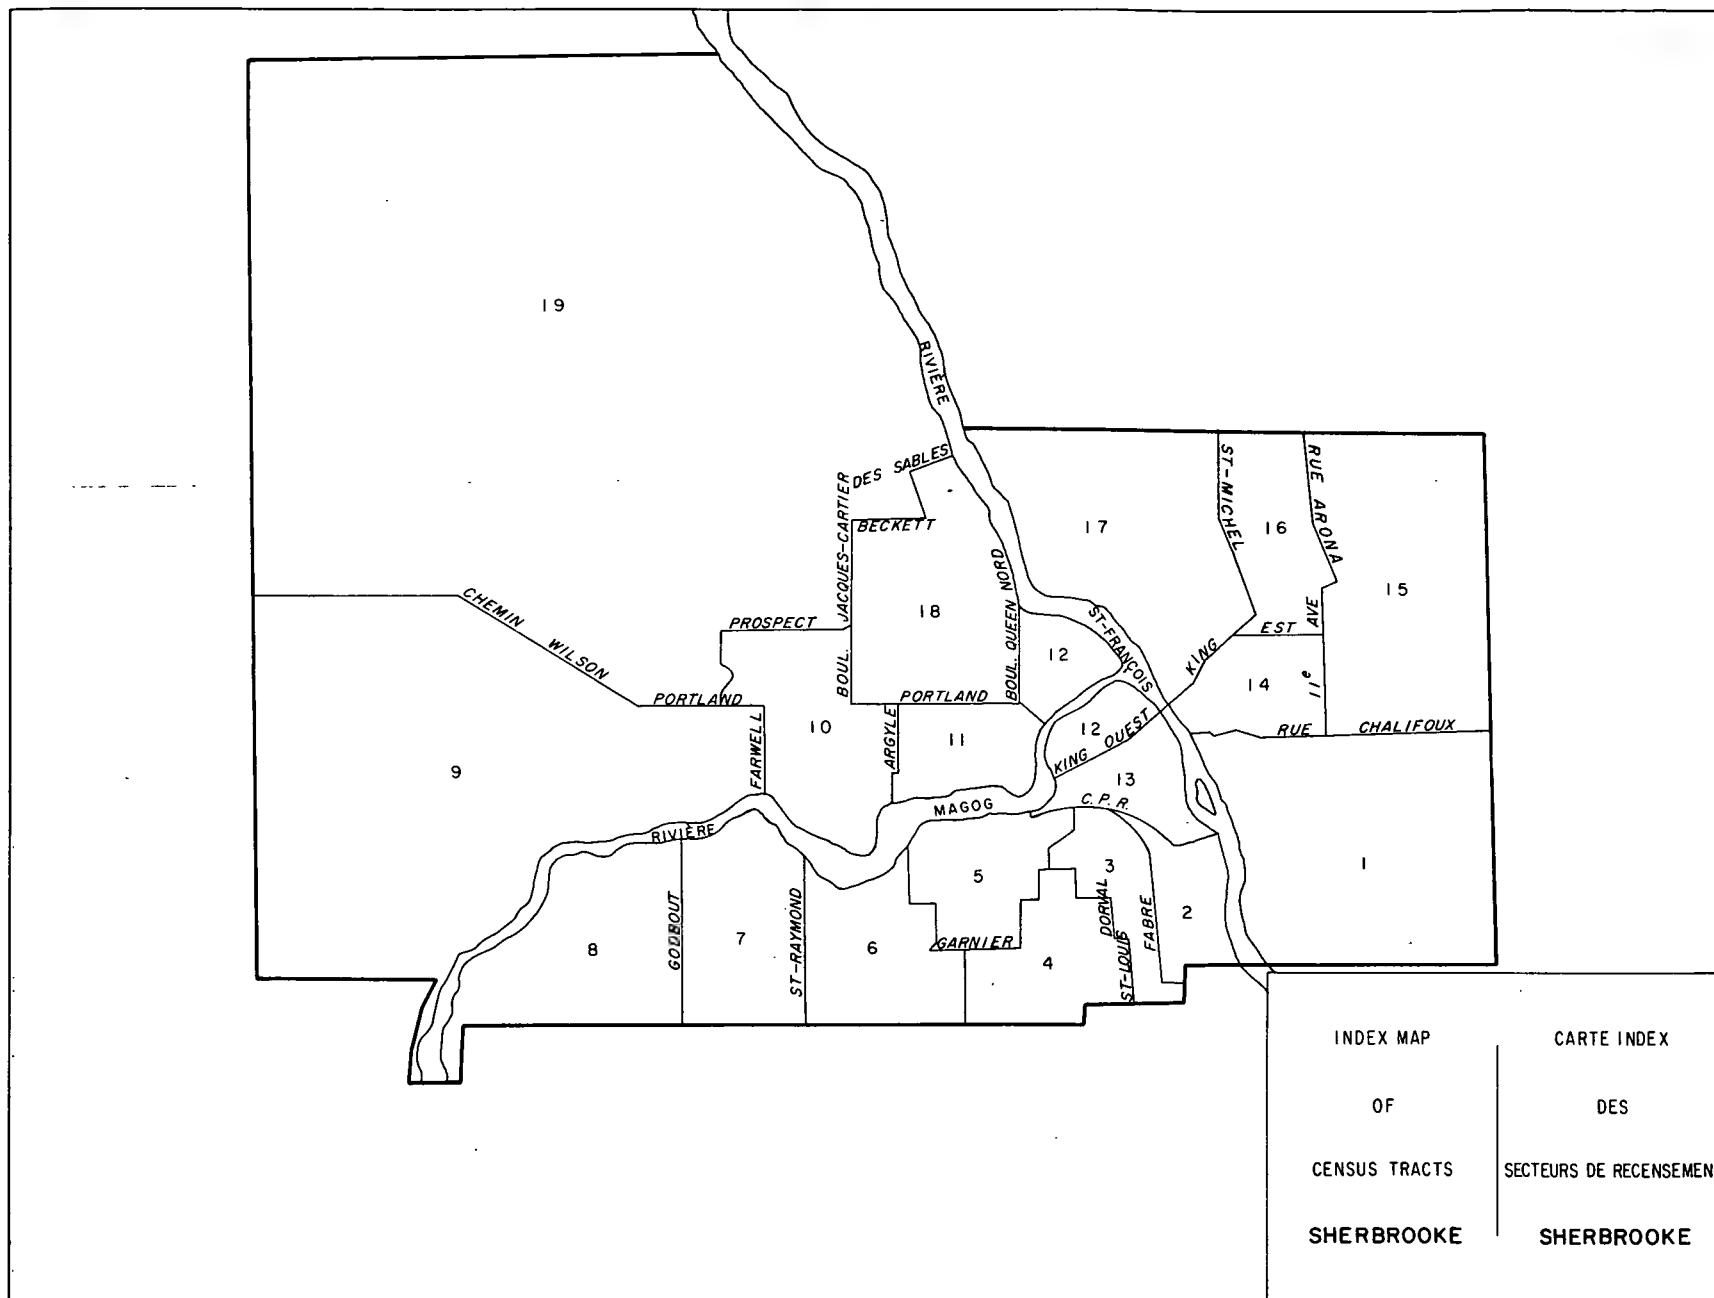 19
RIVIÈRE
DES SABLES
BECKETT
BOUL. JACQUES-CARTIER
17
ST-MICHEL
16
RUE ARONA
15
CHEMIN WILSON
PROSPECT
18
BOUL. QUEEN NORD
12
ST-FRANÇOIS
KING
EST
AVE
11e
14
PORTLAND
PORTLAND
FARWELL
10
ARGYLE
11
12
KING OUEST
RUE CHALIFOUX
9
13
C.P.R.
MAGOG
RIVIÈRE
8
GODBOUT
7
ST-RAYMOND
6
5
GARNIER
4
3
DORVAL
ST-LOUIS
FABRE
2
1
INDEX MAP
OF
CENSUS TRACTS
SHERBROOKE
CARTE INDEX
DES
SECTEURS DE RECENSEMEN
SHERBROOKE